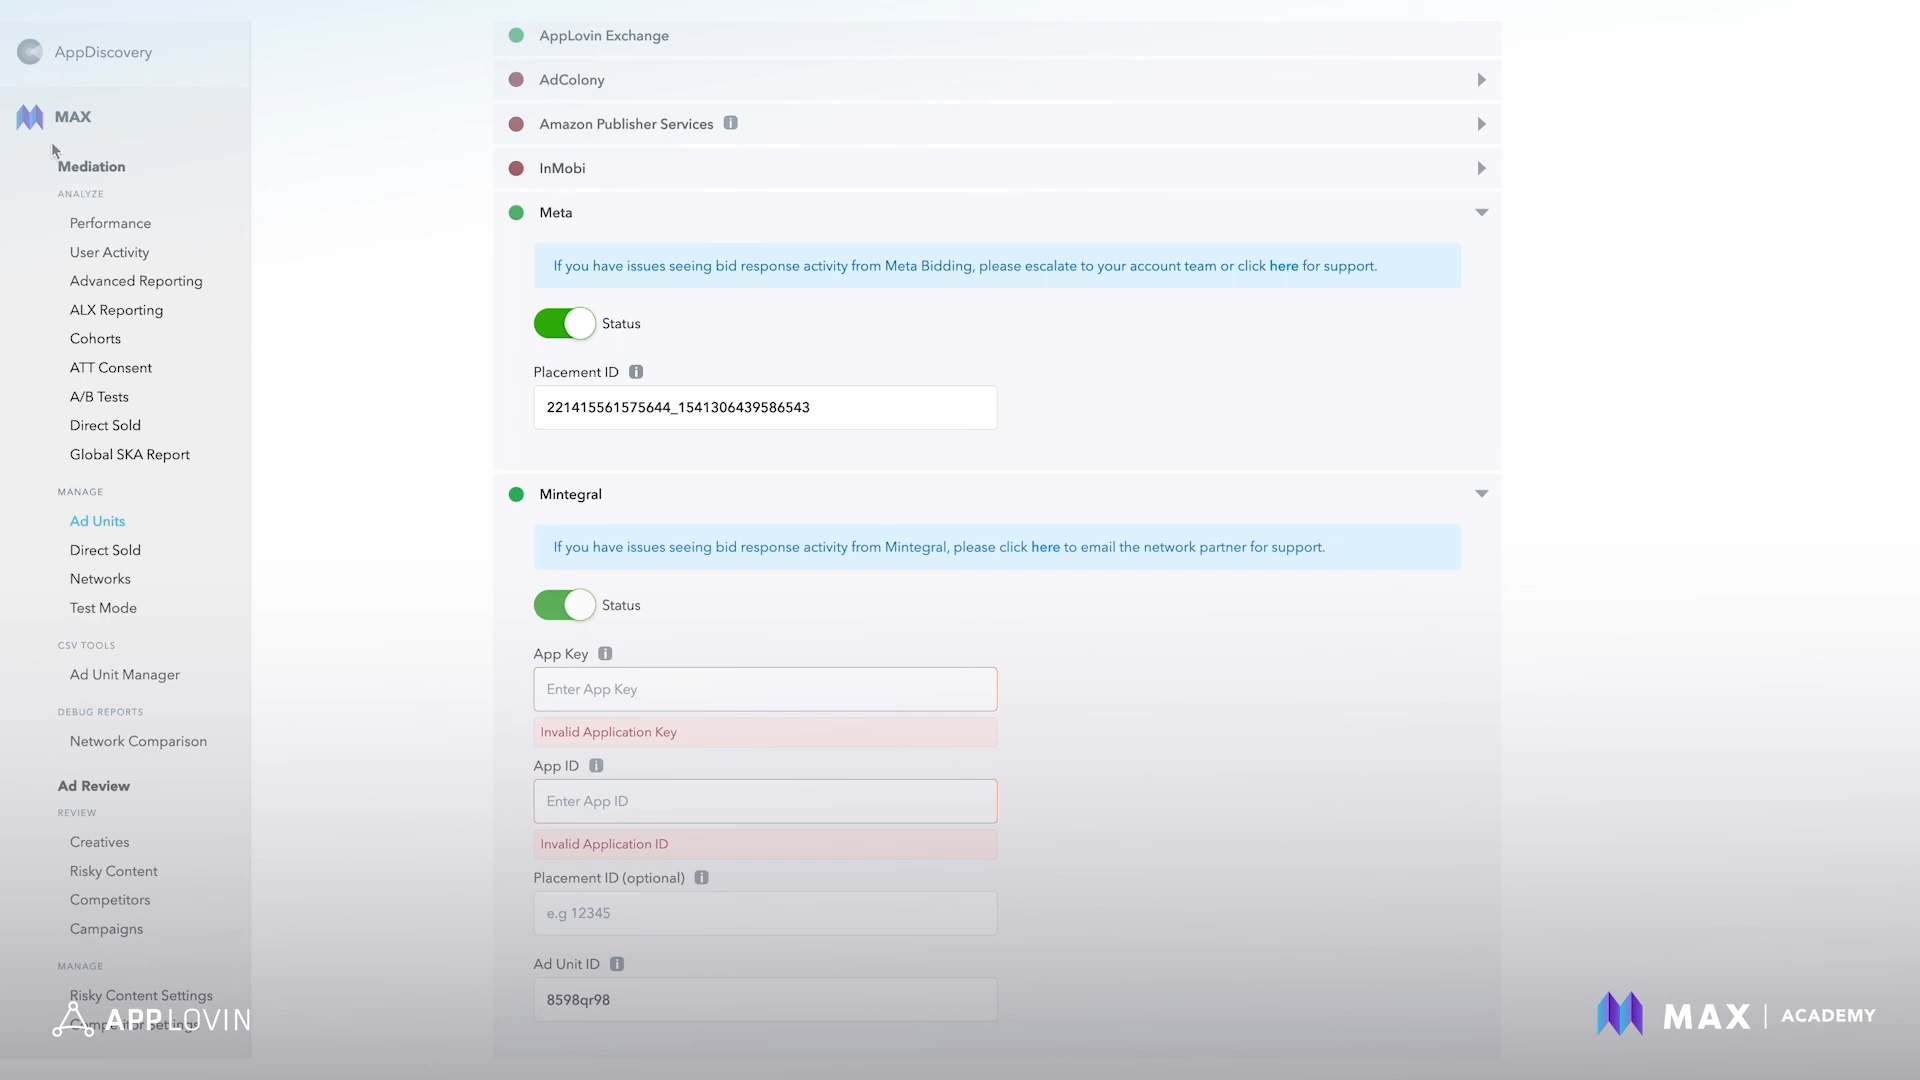 AppDiscovery
MAX
Mediation
ANALYZE
Performance
User Activity
Advanced Reporting
ALX Reporting
Cohorts
ATT Consent
A/B Tests
Direct Sold
Global SKA Report
MANAGE
Ad Units
Direct Sold
Networks
Test Mode
CSV TOOLS
Ad Unit Manager
DEBUG REPORTS
Network Comparison
Ad Review
REVIEW
Creatives
Risky Content
Competitors
Campaigns
MANAGE
Risky Content Settings
Competitor Settings
APPLOVIN
AppLovin Exchange
AdColony
Amazon Publisher Services
InMobi
Meta
If you have issues seeing bid response activity from Meta Bidding, please escalate to your account team or click here for support.
Status
Placement ID
221415561575644_1541306439586543
Mintegral
If you have issues seeing bid response activity from Mintegral, please click here to email the network partner for support.
Status
App Key
Enter App Key
Invalid Application Key
App ID
Enter App ID
Invalid Application ID
Placement ID (optional)
e.g 12345
Ad Unit ID
8598qr98
MAX | ACADEMY